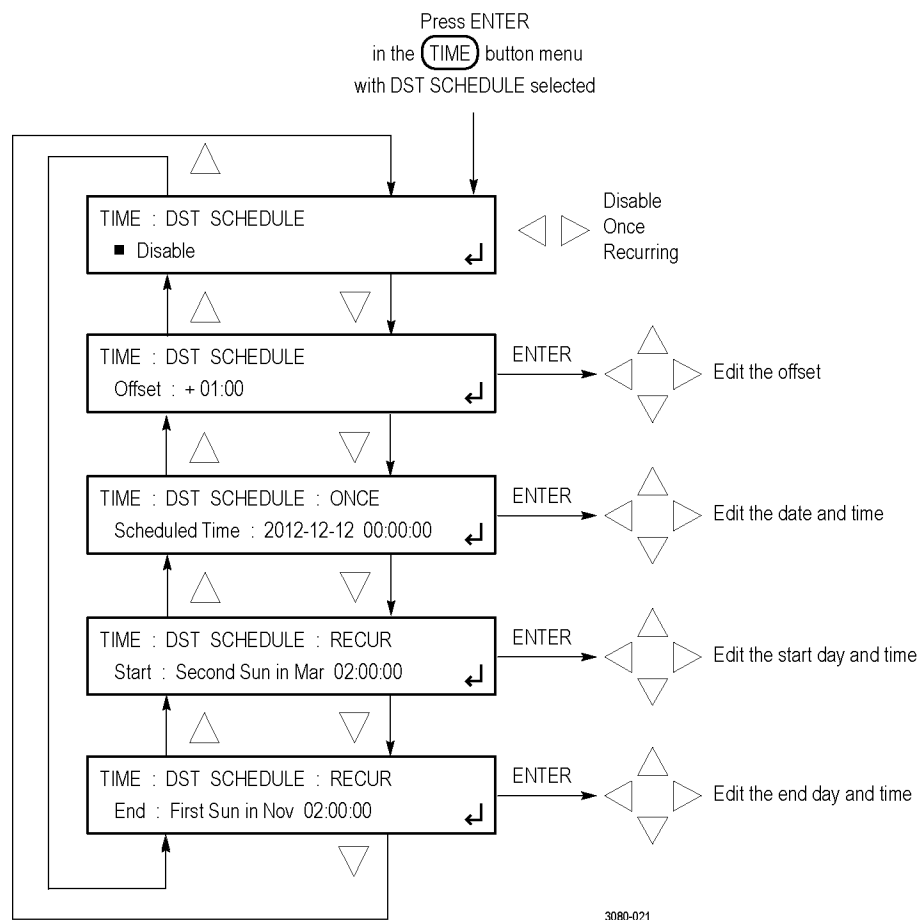 Press ENTER
in the TIME button menu
with DST SCHEDULE selected
TIME : DST SCHEDULE
■ Disable
Disable
Once
Recurring
TIME : DST SCHEDULE
Offset : + 01:00
ENTER
Edit the offset
TIME : DST SCHEDULE : ONCE
Scheduled Time : 2012-12-12 00:00:00
ENTER
Edit the date and time
TIME : DST SCHEDULE : RECUR
Start : Second Sun in Mar 02:00:00
ENTER
Edit the start day and time
TIME : DST SCHEDULE : RECUR
End : First Sun in Nov 02:00:00
ENTER
Edit the end day and time
3080-021